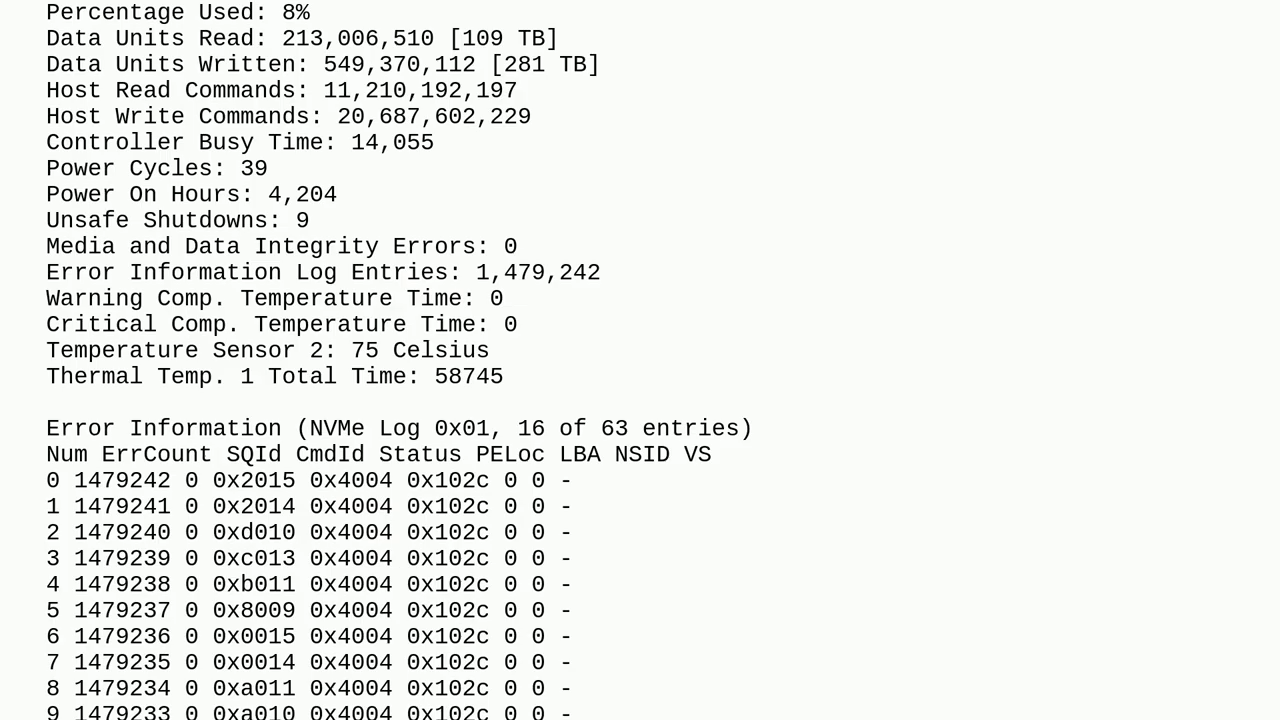 Percentage Used: 8%
Data Units Read: 213,006,510 [109 TB]
Data Units Written: 549,370,112 [281 TB]
Host Read Commands: 11,210,192,197
Host Write Commands: 20,687,602,229
Controller Busy Time: 14,055
Power Cycles: 39
Power On Hours: 4,204
Unsafe Shutdowns: 9
Media and Data Integrity Errors: 0
Error Information Log Entries: 1,479,242
Warning Comp. Temperature Time: 0
Critical Comp. Temperature Time: 0
Temperature Sensor 2: 75 Celsius
Thermal Temp. 1 Total Time: 58745

Error Information (NVMe Log 0x01, 16 of 63 entries)
Num ErrCount SQId CmdId Status PELoc LBA NSID VS
0 1479242 0 0x2015 0x4004 0x102c 0 0 -
1 1479241 0 0x2014 0x4004 0x102c 0 0 -
2 1479240 0 0xd010 0x4004 0x102c 0 0 -
3 1479239 0 0xc013 0x4004 0x102c 0 0 -
4 1479238 0 0xb011 0x4004 0x102c 0 0 -
5 1479237 0 0x8009 0x4004 0x102c 0 0 -
6 1479236 0 0x0015 0x4004 0x102c 0 0 -
7 1479235 0 0x0014 0x4004 0x102c 0 0 -
8 1479234 0 0xa011 0x4004 0x102c 0 0 -
9 1479233 0 0xa010 0x4004 0x102c 0 0 -